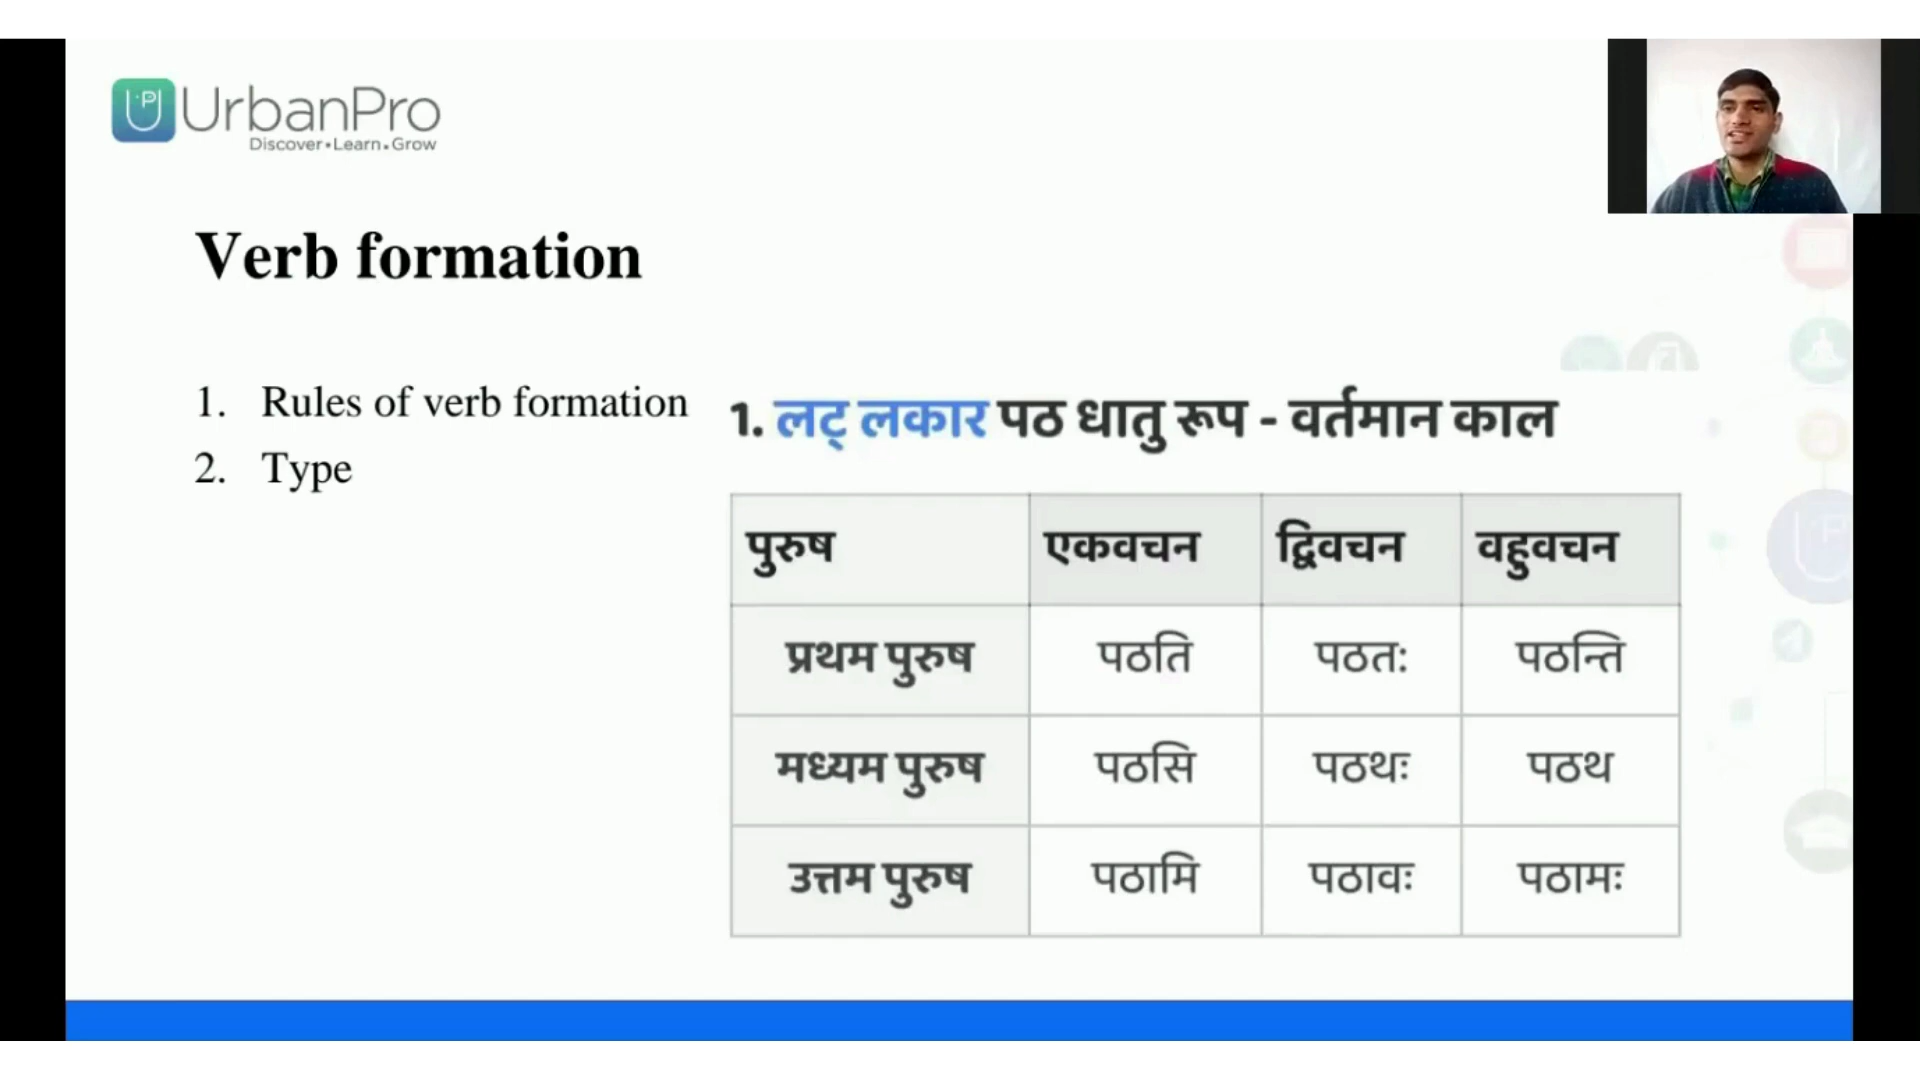 UrbanPro
Discover•Learn•Grow
Verb formation
1. Rules of verb formation
2. Type
1. लट् लकार पठ धातु रूप - वर्तमान काल
पुरुष एकवचन द्विवचन वहुवचन
प्रथम पुरुष पठति पठत: पठन्ति
मध्यम पुरुष पठसि पठथः पठथ
उत्तम पुरुष पठामि पठावः पठामः